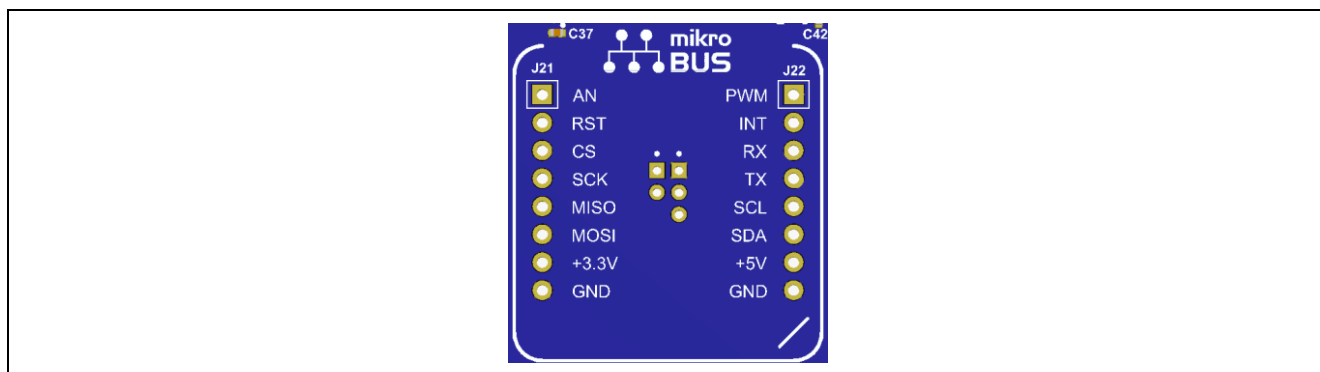 C37
C42
mikro
BUS
J21
J22
AN PWM
RST INT
CS RX
SCK TX
MISO SCL
MOSI SDA
+3.3V +5V
GND GND